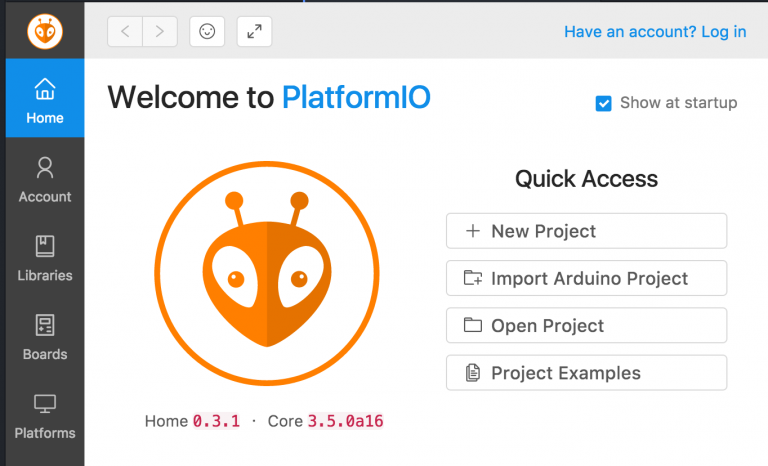 Have an account? Log in
Home
Account
Libraries
Boards
Platforms
Welcome to PlatformIO
Show at startup
Quick Access
New Project
Import Arduino Project
Open Project
Project Examples
Home 0.3.1 · Core 3.5.0a16